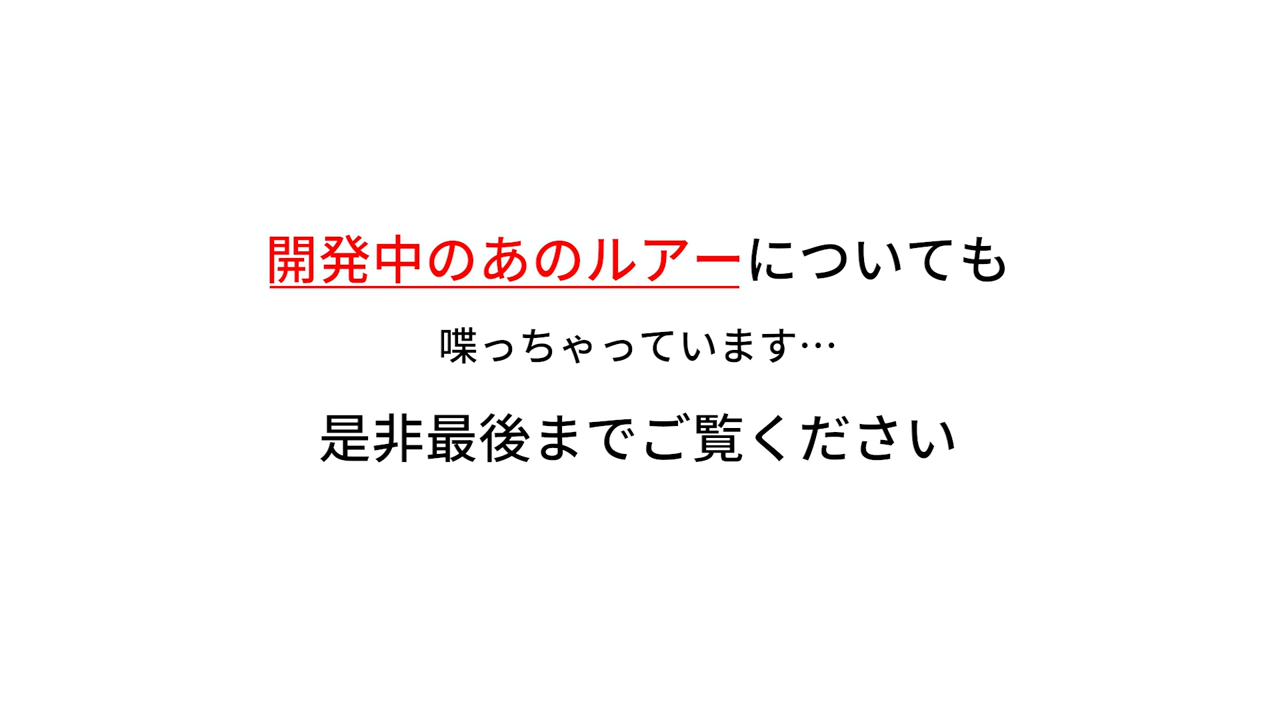 開発中のあのルアーについても
喋っちゃっています…
是非最後までご覧ください